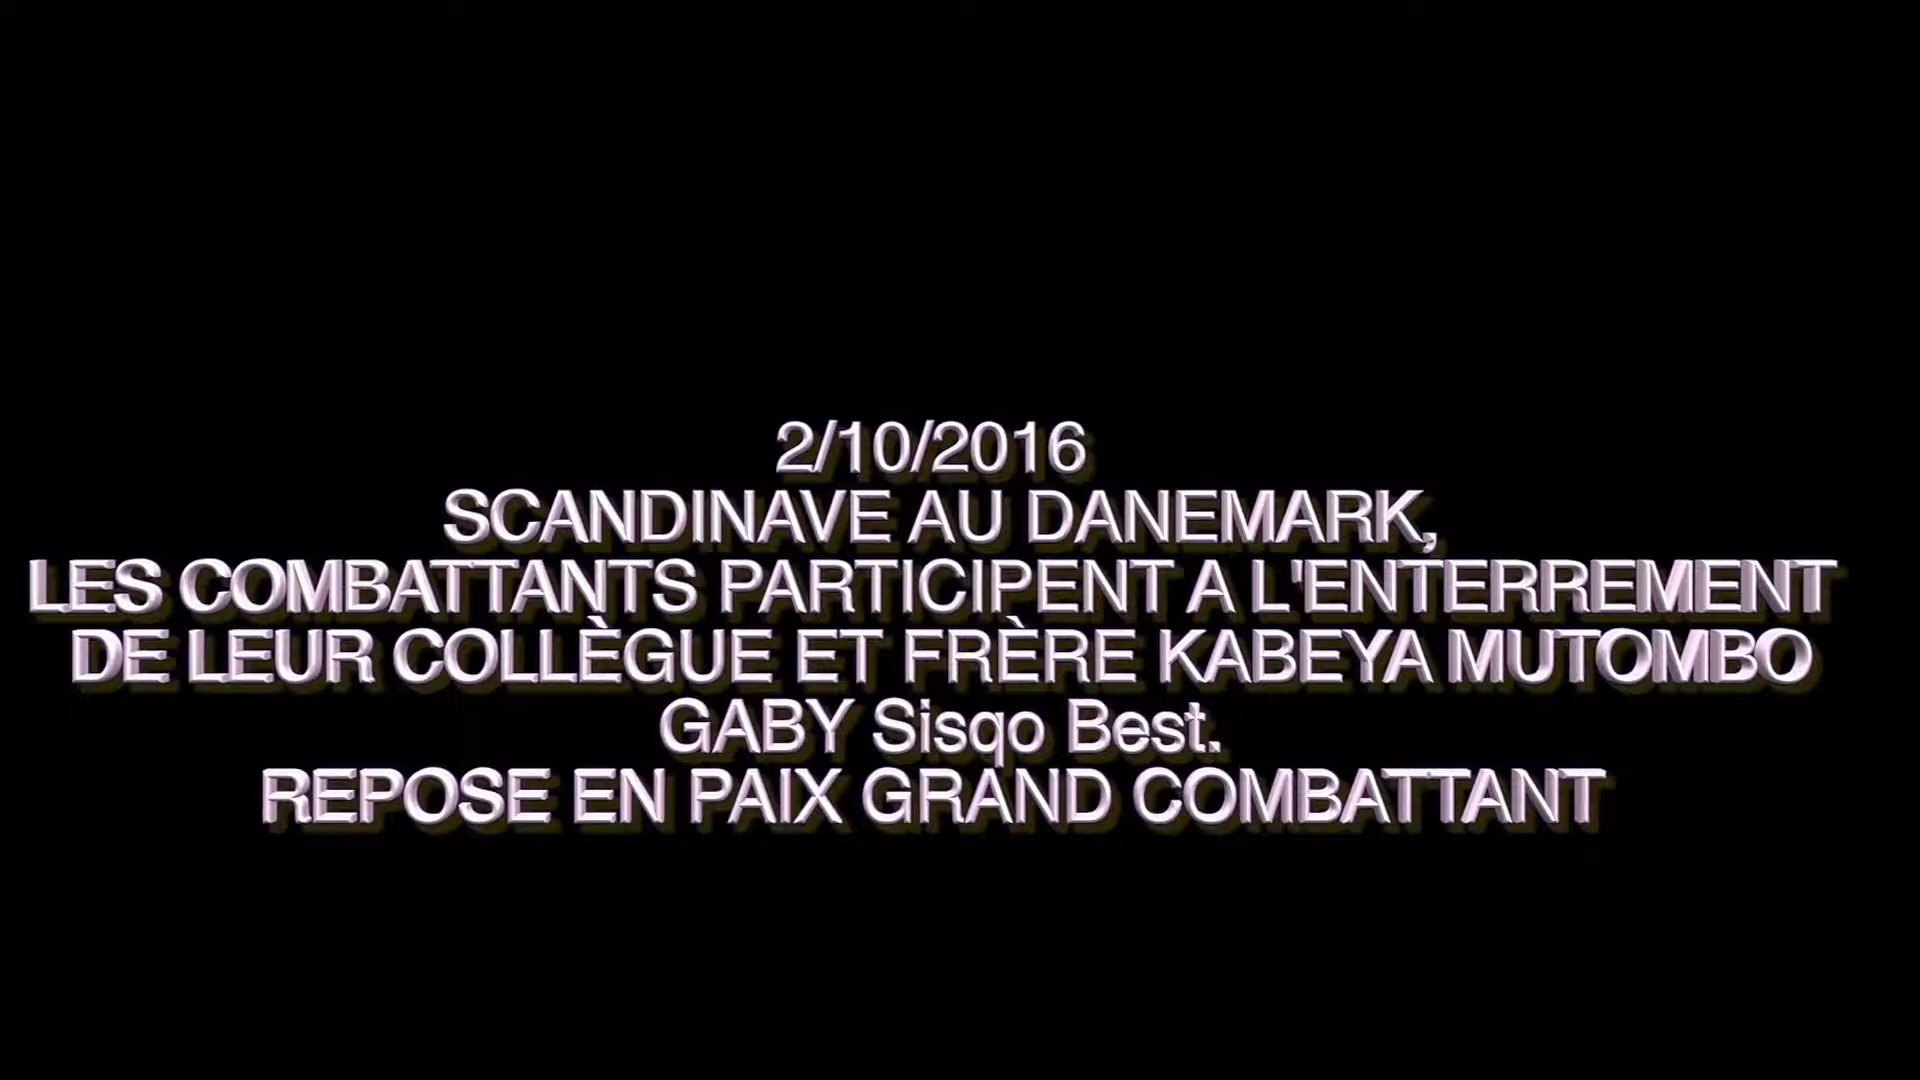 2/10/2016
SCANDINAVE AU DANEMARK,
LES COMBATTANTS PARTICIPENT A L'ENTERREMENT
DE LEUR COLLÈGUE ET FRÈRE KABEYA MUTOMBO
GABY Sisqo Best.
REPOSE EN PAIX GRAND COMBATTANT